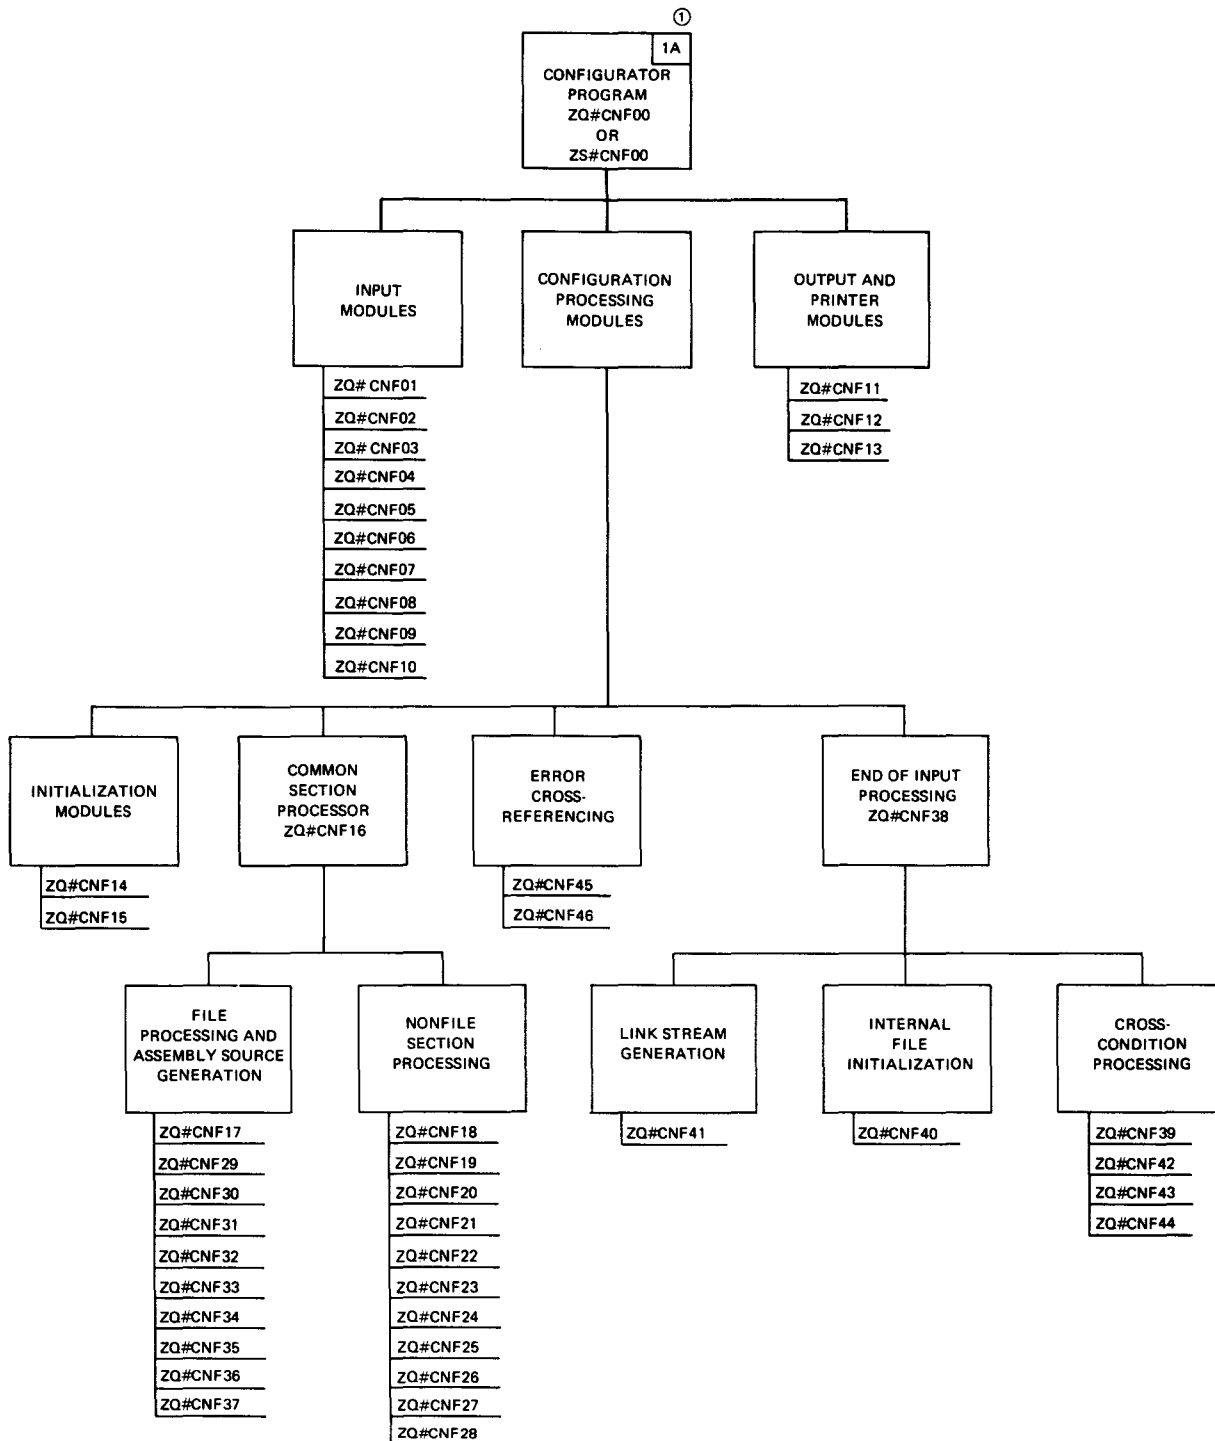 ①
1A
CONFIGURATOR
PROGRAM
ZQ#CNF00
OR
ZS#CNF00
INPUT
MODULES
CONFIGURATION
PROCESSING
MODULES
OUTPUT AND
PRINTER
MODULES
ZQ# CNF01
ZQ#CNF02
ZQ# CNF03
ZQ#CNF04
ZQ#CNF05
ZQ#CNF06
ZQ#CNF07
ZQ#CNF08
ZQ#CNF09
ZQ#CNF10
ZQ#CNF11
ZQ#CNF12
ZQ#CNF13
INITIALIZATION
MODULES
COMMON
SECTION
PROCESSOR
ZQ#CNF16
ERROR
CROSS-
REFERENCING
END OF INPUT
PROCESSING
ZQ#CNF38
ZQ#CNF14
ZQ#CNF15
ZQ#CNF45
ZQ#CNF46
FILE
PROCESSING AND
ASSEMBLY SOURCE
GENERATION
NONFILE
SECTION
PROCESSING
LINK STREAM
GENERATION
INTERNAL
FILE
INITIALIZATION
CROSS-
CONDITION
PROCESSING
ZQ#CNF17
ZQ#CNF29
ZQ#CNF30
ZQ#CNF31
ZQ#CNF32
ZQ#CNF33
ZQ#CNF34
ZQ#CNF35
ZQ#CNF36
ZQ#CNF37
ZQ#CNF18
ZQ#CNF19
ZQ#CNF20
ZQ#CNF21
ZQ#CNF22
ZQ#CNF23
ZQ#CNF24
ZQ#CNF25
ZQ#CNF26
ZQ#CNF27
ZQ#CNF28
ZQ#CNF41
ZQ#CNF40
ZQ#CNF39
ZQ#CNF42
ZQ#CNF43
ZQ#CNF44